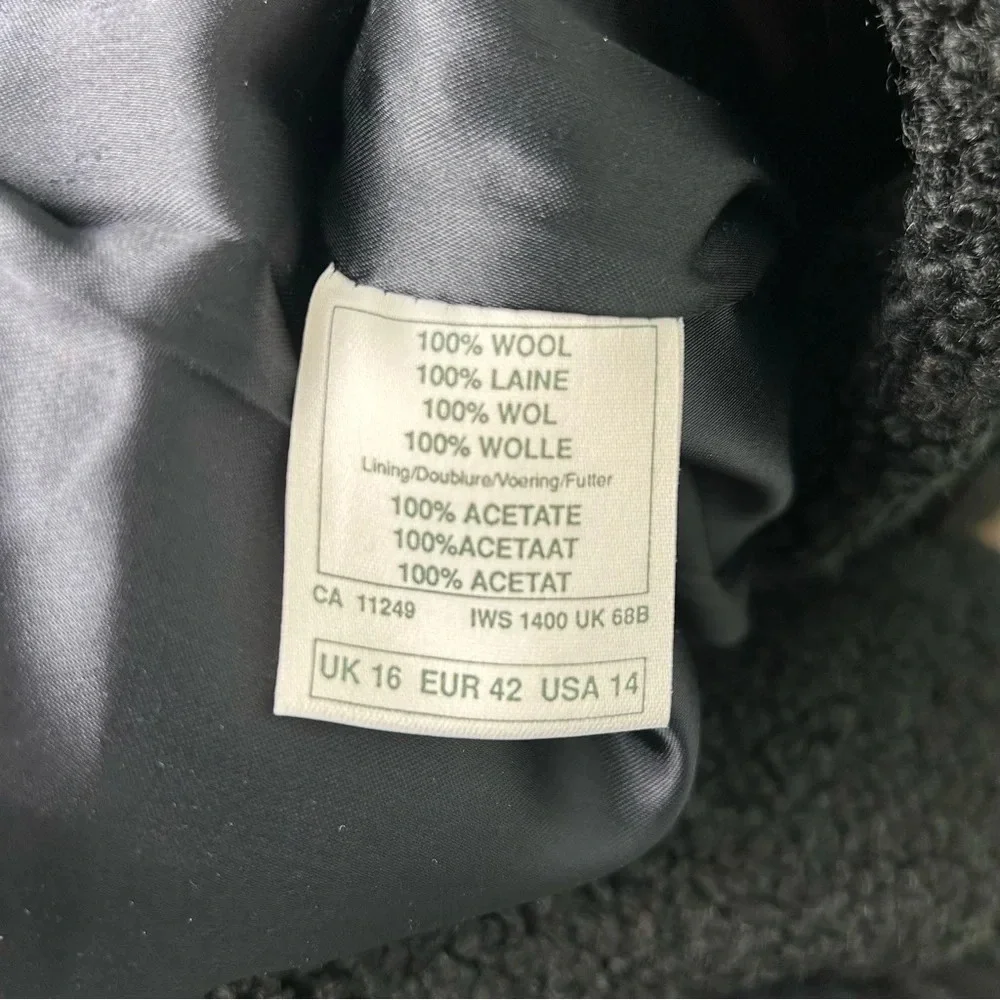 100% WOOL
100% LAINE
100% WOL
100% WOLLE
Lining/Doublure/Voering/Futter
100% ACETATE
100%ACETAAT
100% ACETAT
CA 11249 IWS 1400 UK 68B
UK 16 EUR 42 USA 14